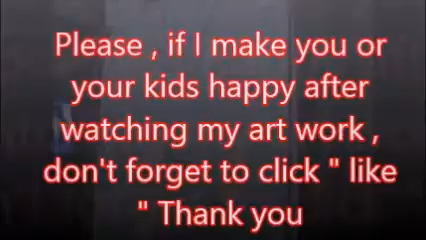 Please , if I make you or
your kids happy after
watching my art work ,
don't forget to click " like
" Thank you